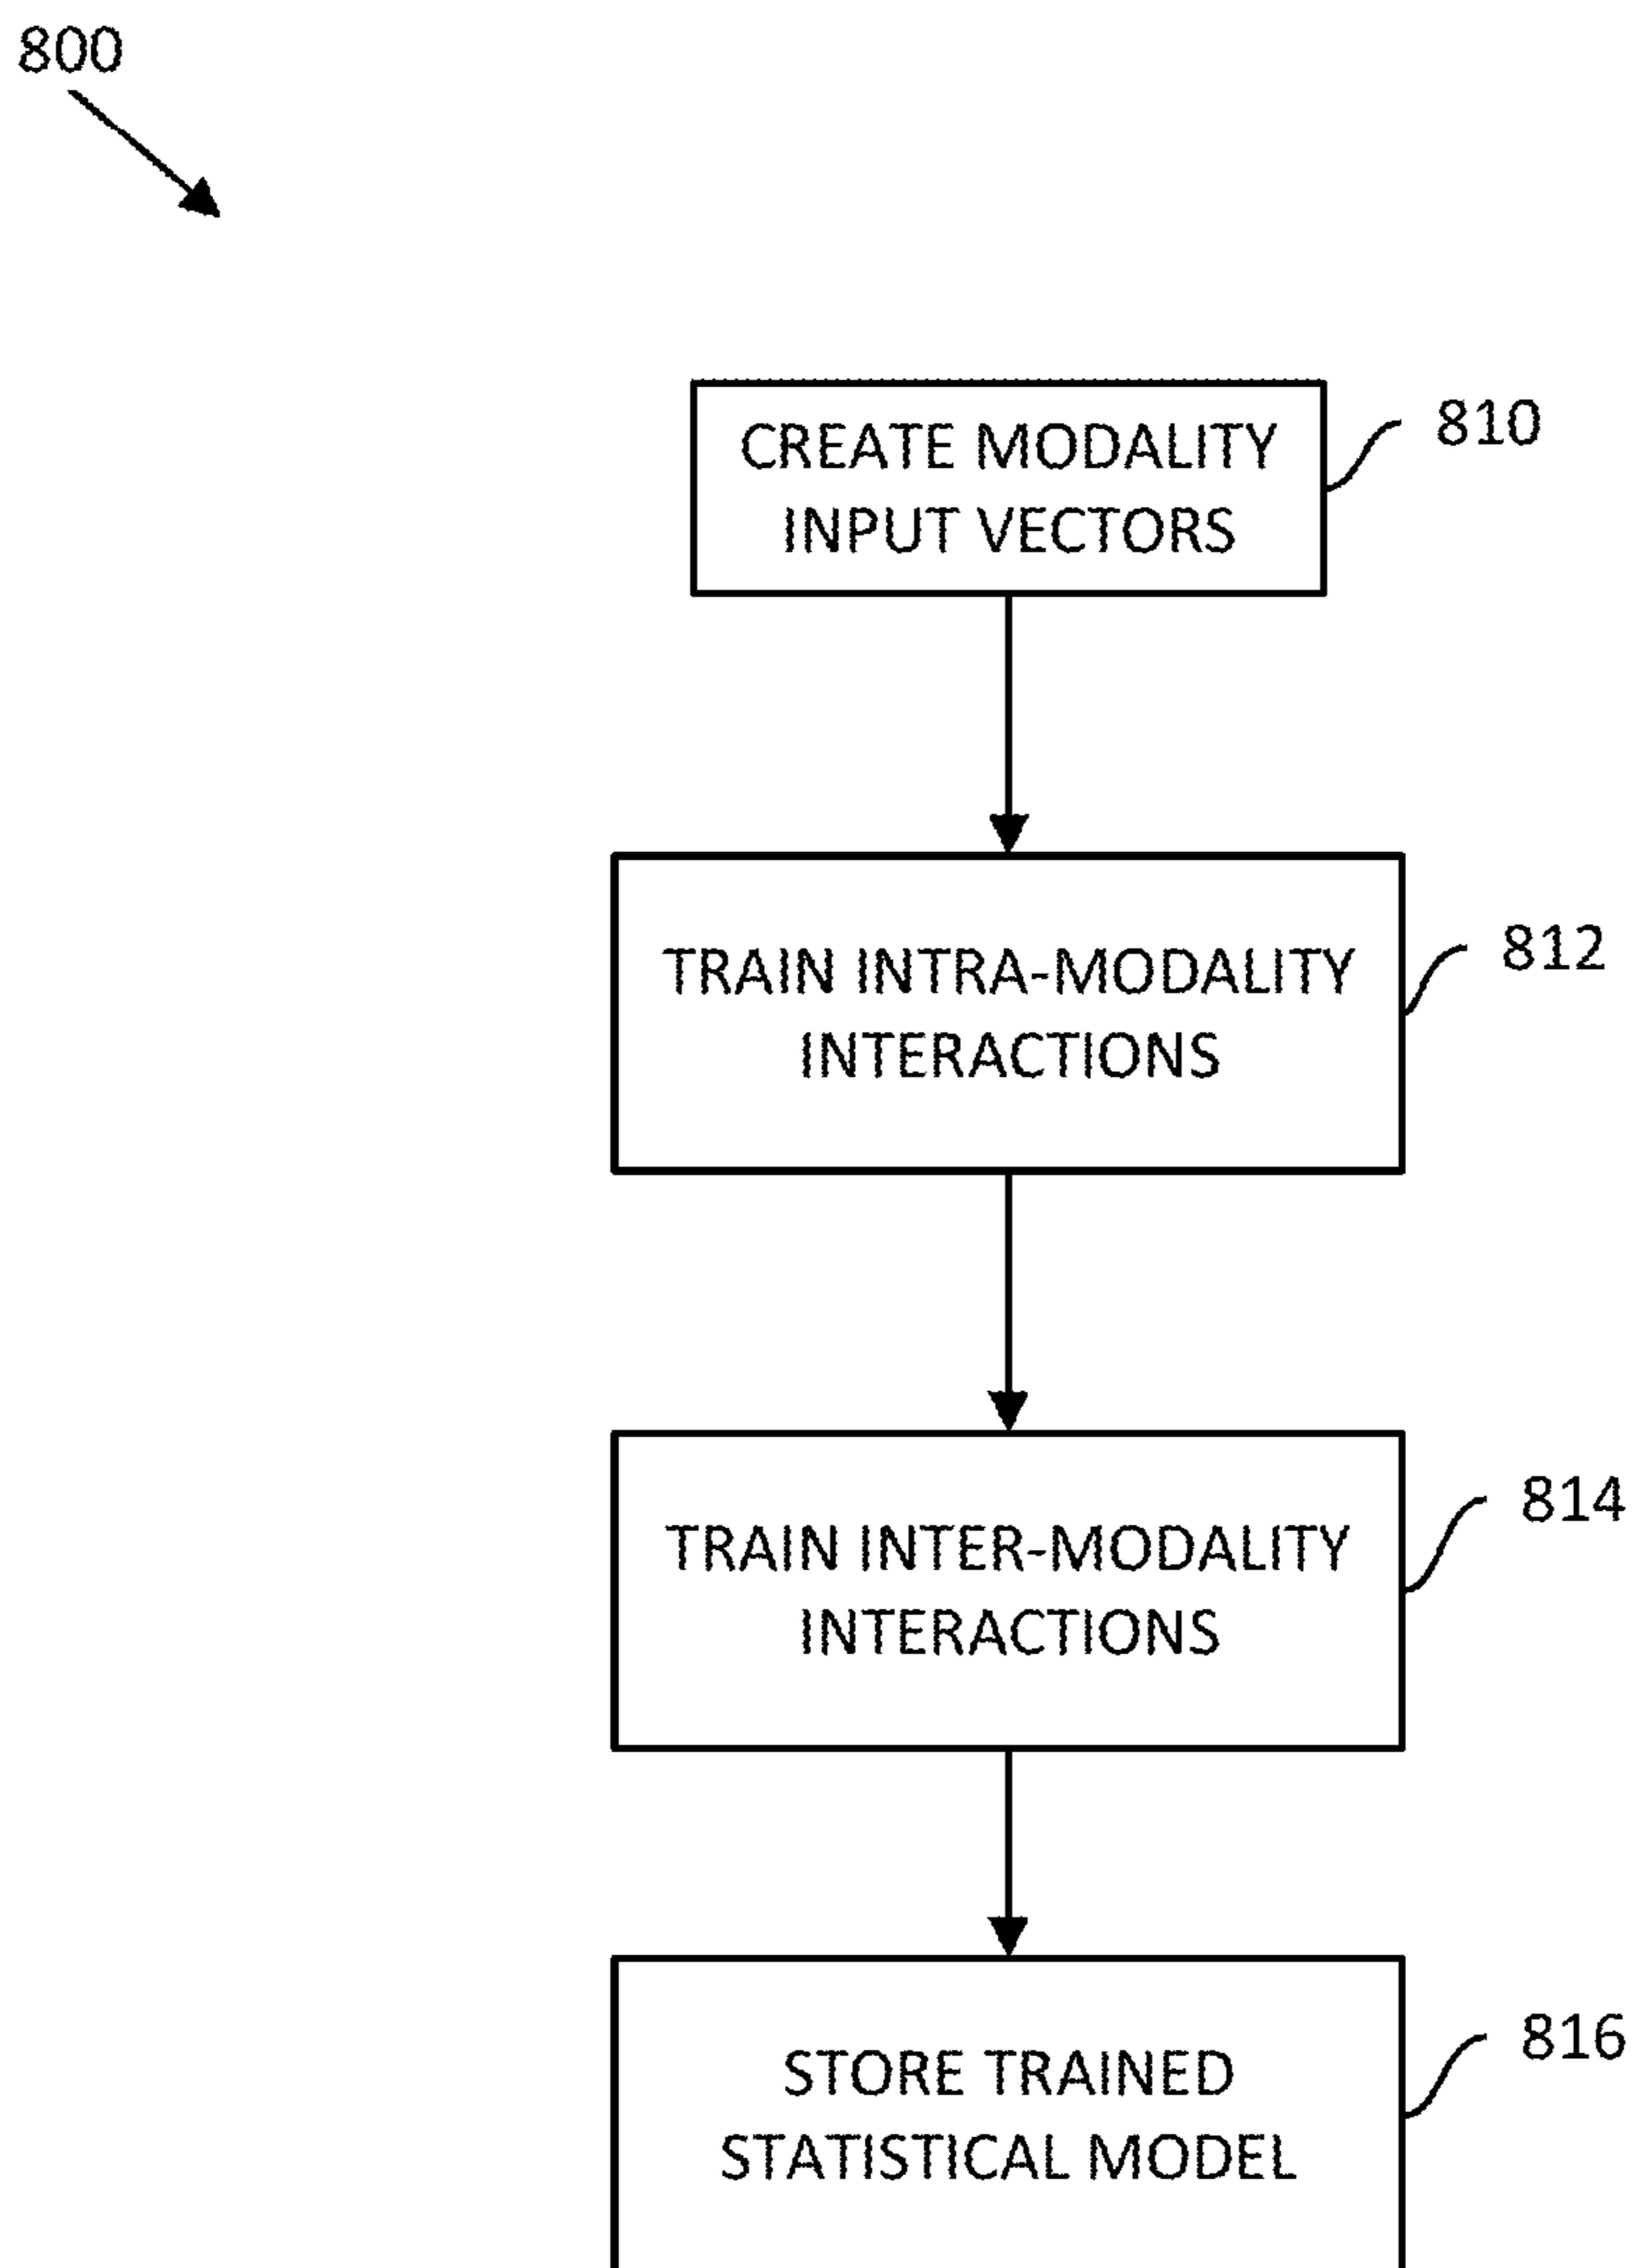 800
CREATE MODALITY
INPUT VECTORS
810
TRAIN INTRA-MODALITY
INTERACTIONS
812
TRAIN INTER-MODALITY
INTERACTIONS
814
STORE TRAINED
STATISTICAL MODEL
816